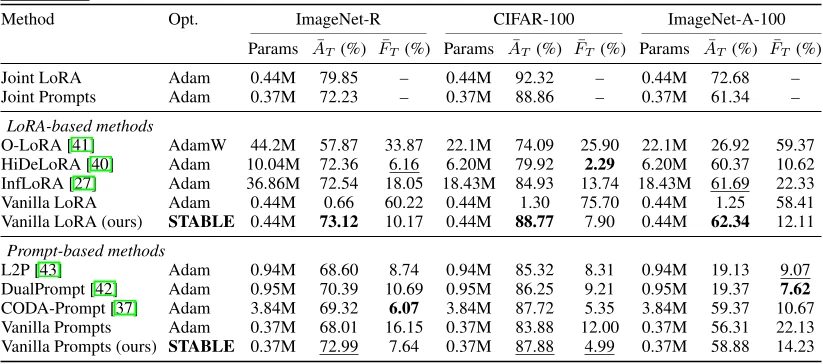 Method Opt. ImageNet-R CIFAR-100 ImageNet-A-100
Params Ā_T (%) F̄_T (%) Params Ā_T (%) F̄_T (%) Params Ā_T (%) F̄_T (%)
Joint LoRA Adam 0.44M 79.85 – 0.44M 92.32 – 0.44M 72.68 –
Joint Prompts Adam 0.37M 72.23 – 0.37M 88.86 – 0.37M 61.34 –
LoRA-based methods
O-LoRA [41] AdamW 44.2M 57.87 33.87 22.1M 74.09 25.90 22.1M 26.92 59.37
HiDeLoRA [40] Adam 10.04M 72.36 6.16 6.20M 79.92 2.29 6.20M 60.37 10.62
InfLoRA [27] Adam 36.86M 72.54 18.05 18.43M 84.93 13.74 18.43M 61.69 22.33
Vanilla LoRA Adam 0.44M 0.66 60.22 0.44M 1.30 75.70 0.44M 1.25 58.41
Vanilla LoRA (ours) STABLE 0.44M 73.12 10.17 0.44M 88.77 7.90 0.44M 62.34 12.11
Prompt-based methods
L2P [43] Adam 0.94M 68.60 8.74 0.94M 85.32 8.31 0.94M 19.13 9.07
DualPrompt [42] Adam 0.95M 70.39 10.69 0.95M 86.25 9.21 0.95M 19.37 7.62
CODA-Prompt [37] Adam 3.84M 69.32 6.07 3.84M 87.72 5.35 3.84M 59.37 10.67
Vanilla Prompts Adam 0.37M 68.01 16.15 0.37M 83.88 12.00 0.37M 56.31 22.13
Vanilla Prompts (ours) STABLE 0.37M 72.99 7.64 0.37M 87.88 4.99 0.37M 58.88 14.23